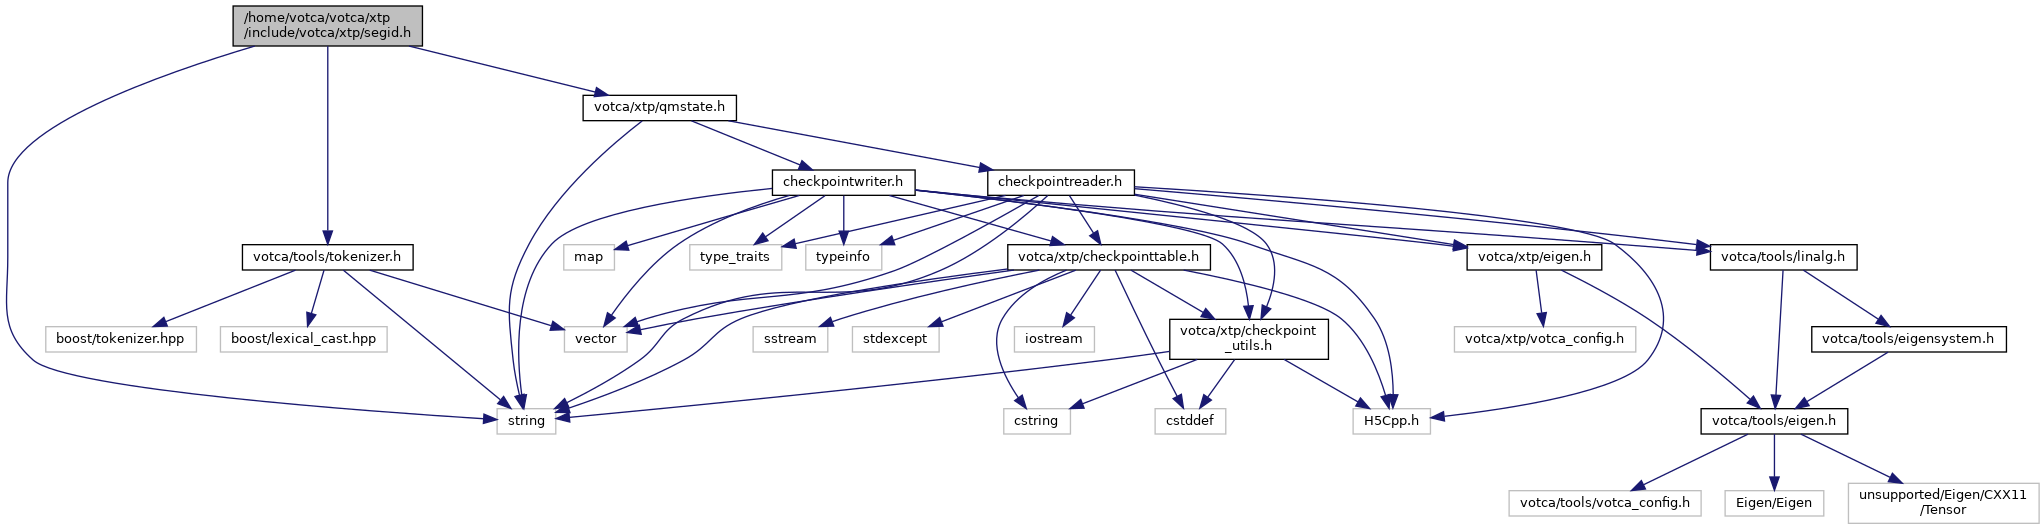 /home/votca/votca/xtp
/include/votca/xtp/segid.h
votca/xtp/qmstate.h
checkpointwriter.h
checkpointreader.h
votca/tools/tokenizer.h
map
type_traits
typeinfo
votca/xtp/checkpointtable.h
votca/xtp/eigen.h
votca/tools/linalg.h
boost/tokenizer.hpp
boost/lexical_cast.hpp
vector
sstream
stdexcept
iostream
votca/xtp/checkpoint
_utils.h
votca/xtp/votca_config.h
votca/tools/eigensystem.h
string
cstring
cstddef
H5Cpp.h
votca/tools/eigen.h
votca/tools/votca_config.h
Eigen/Eigen
unsupported/Eigen/CXX11
/Tensor